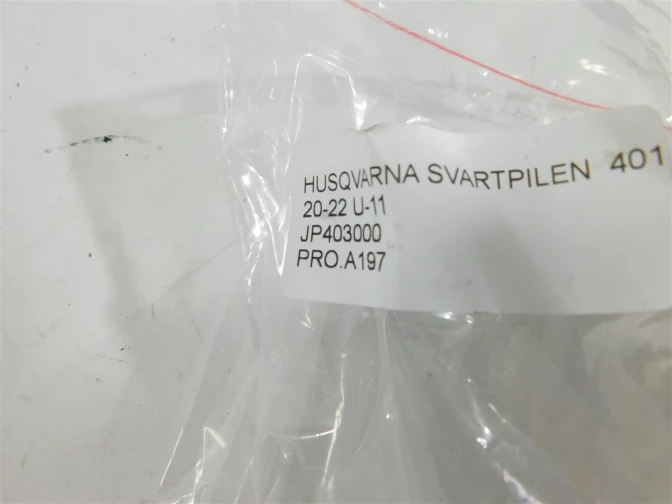 HUSQVARNA SVARTPILEN 401
20-22 U-11
JP403000
PRO.A197